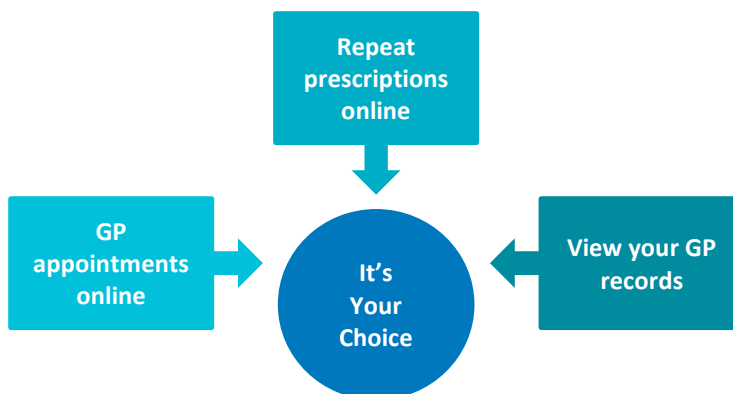 Repeat
prescriptions
online
GP
appointments
online
It’s
Your
Choice
View your GP
records